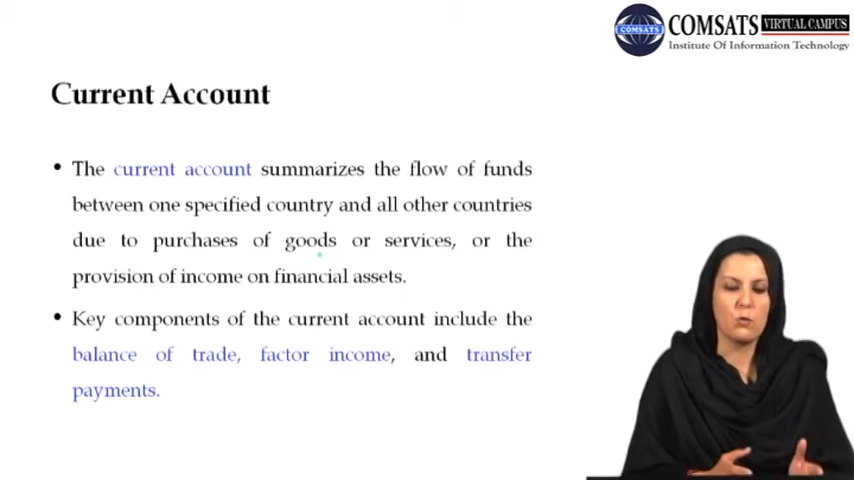 COMSATS VIRTUAL CAMPUS
COMSATS
Institute Of Information Technology
Current Account
• The current account summarizes the flow of funds
between one specified country and all other countries
due to purchases of goods or services, or the
provision of income on financial assets.
• Key components of the current account include the
balance of trade, factor income, and transfer
payments.